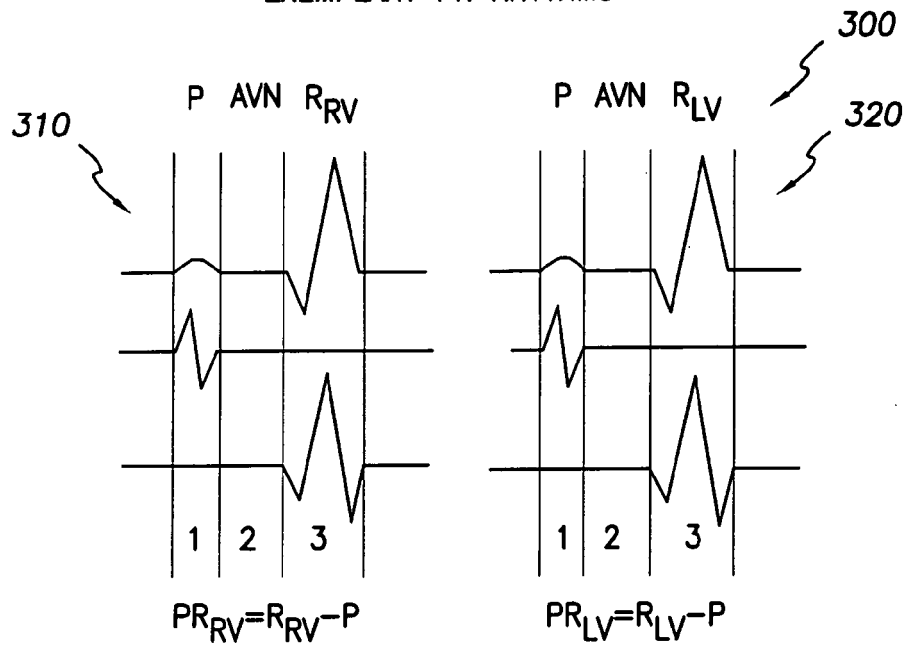 300
P AVN R_RV
P AVN R_LV
310
320
1 2 3
1 2 3
PR_RV=R_RV-P
PR_LV=R_LV-P